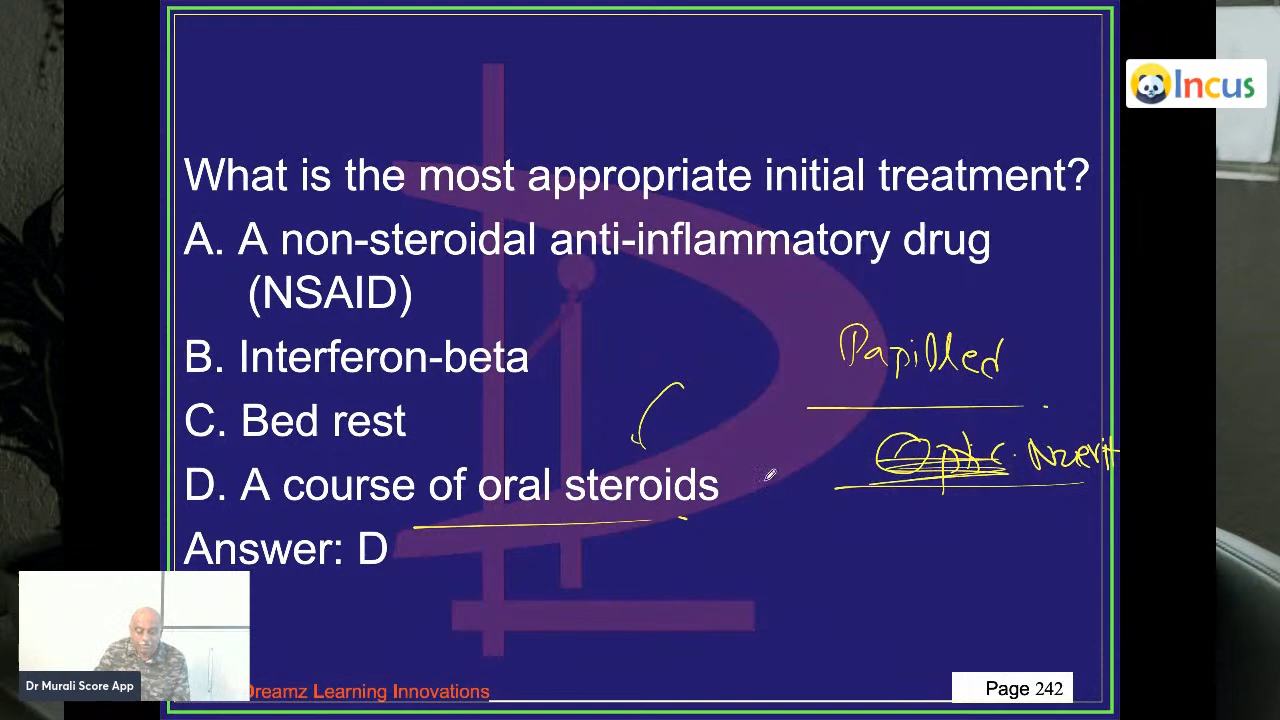 Incus
What is the most appropriate initial treatment?
A. A non-steroidal anti-inflammatory drug
(NSAID)
B. Interferon-beta
Papilled
C. Bed rest
Optic Neurit
D. A course of oral steroids
Answer: D
Dr Murali Score App
Dreamz Learning Innovations
Page 242